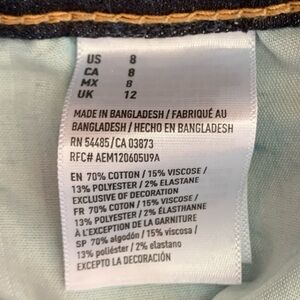 US 8
CA 8
MX 8
UK 12
MADE IN BANGLADESH / FABRIQUÉ AU
BANGLADESH / HECHO EN BANGLADESH
RN 54485/CA 03873
RFC# AEM120605U9A
EN 70% COTTON / 15% VISCOSE /
13% POLYESTER / 2% ELASTANE
EXCLUSIVE OF DECORATION
FR 70% COTON / 15% VISCOSE /
13% POLYESTER / 2% ÉLASTHANNE
À L'EXCEPTION DE LA GARNITURE
SP 70% algodón / 15% viscosa /
13% poliéster / 2% elastano
EXCEPTO LA DECORACIÓN